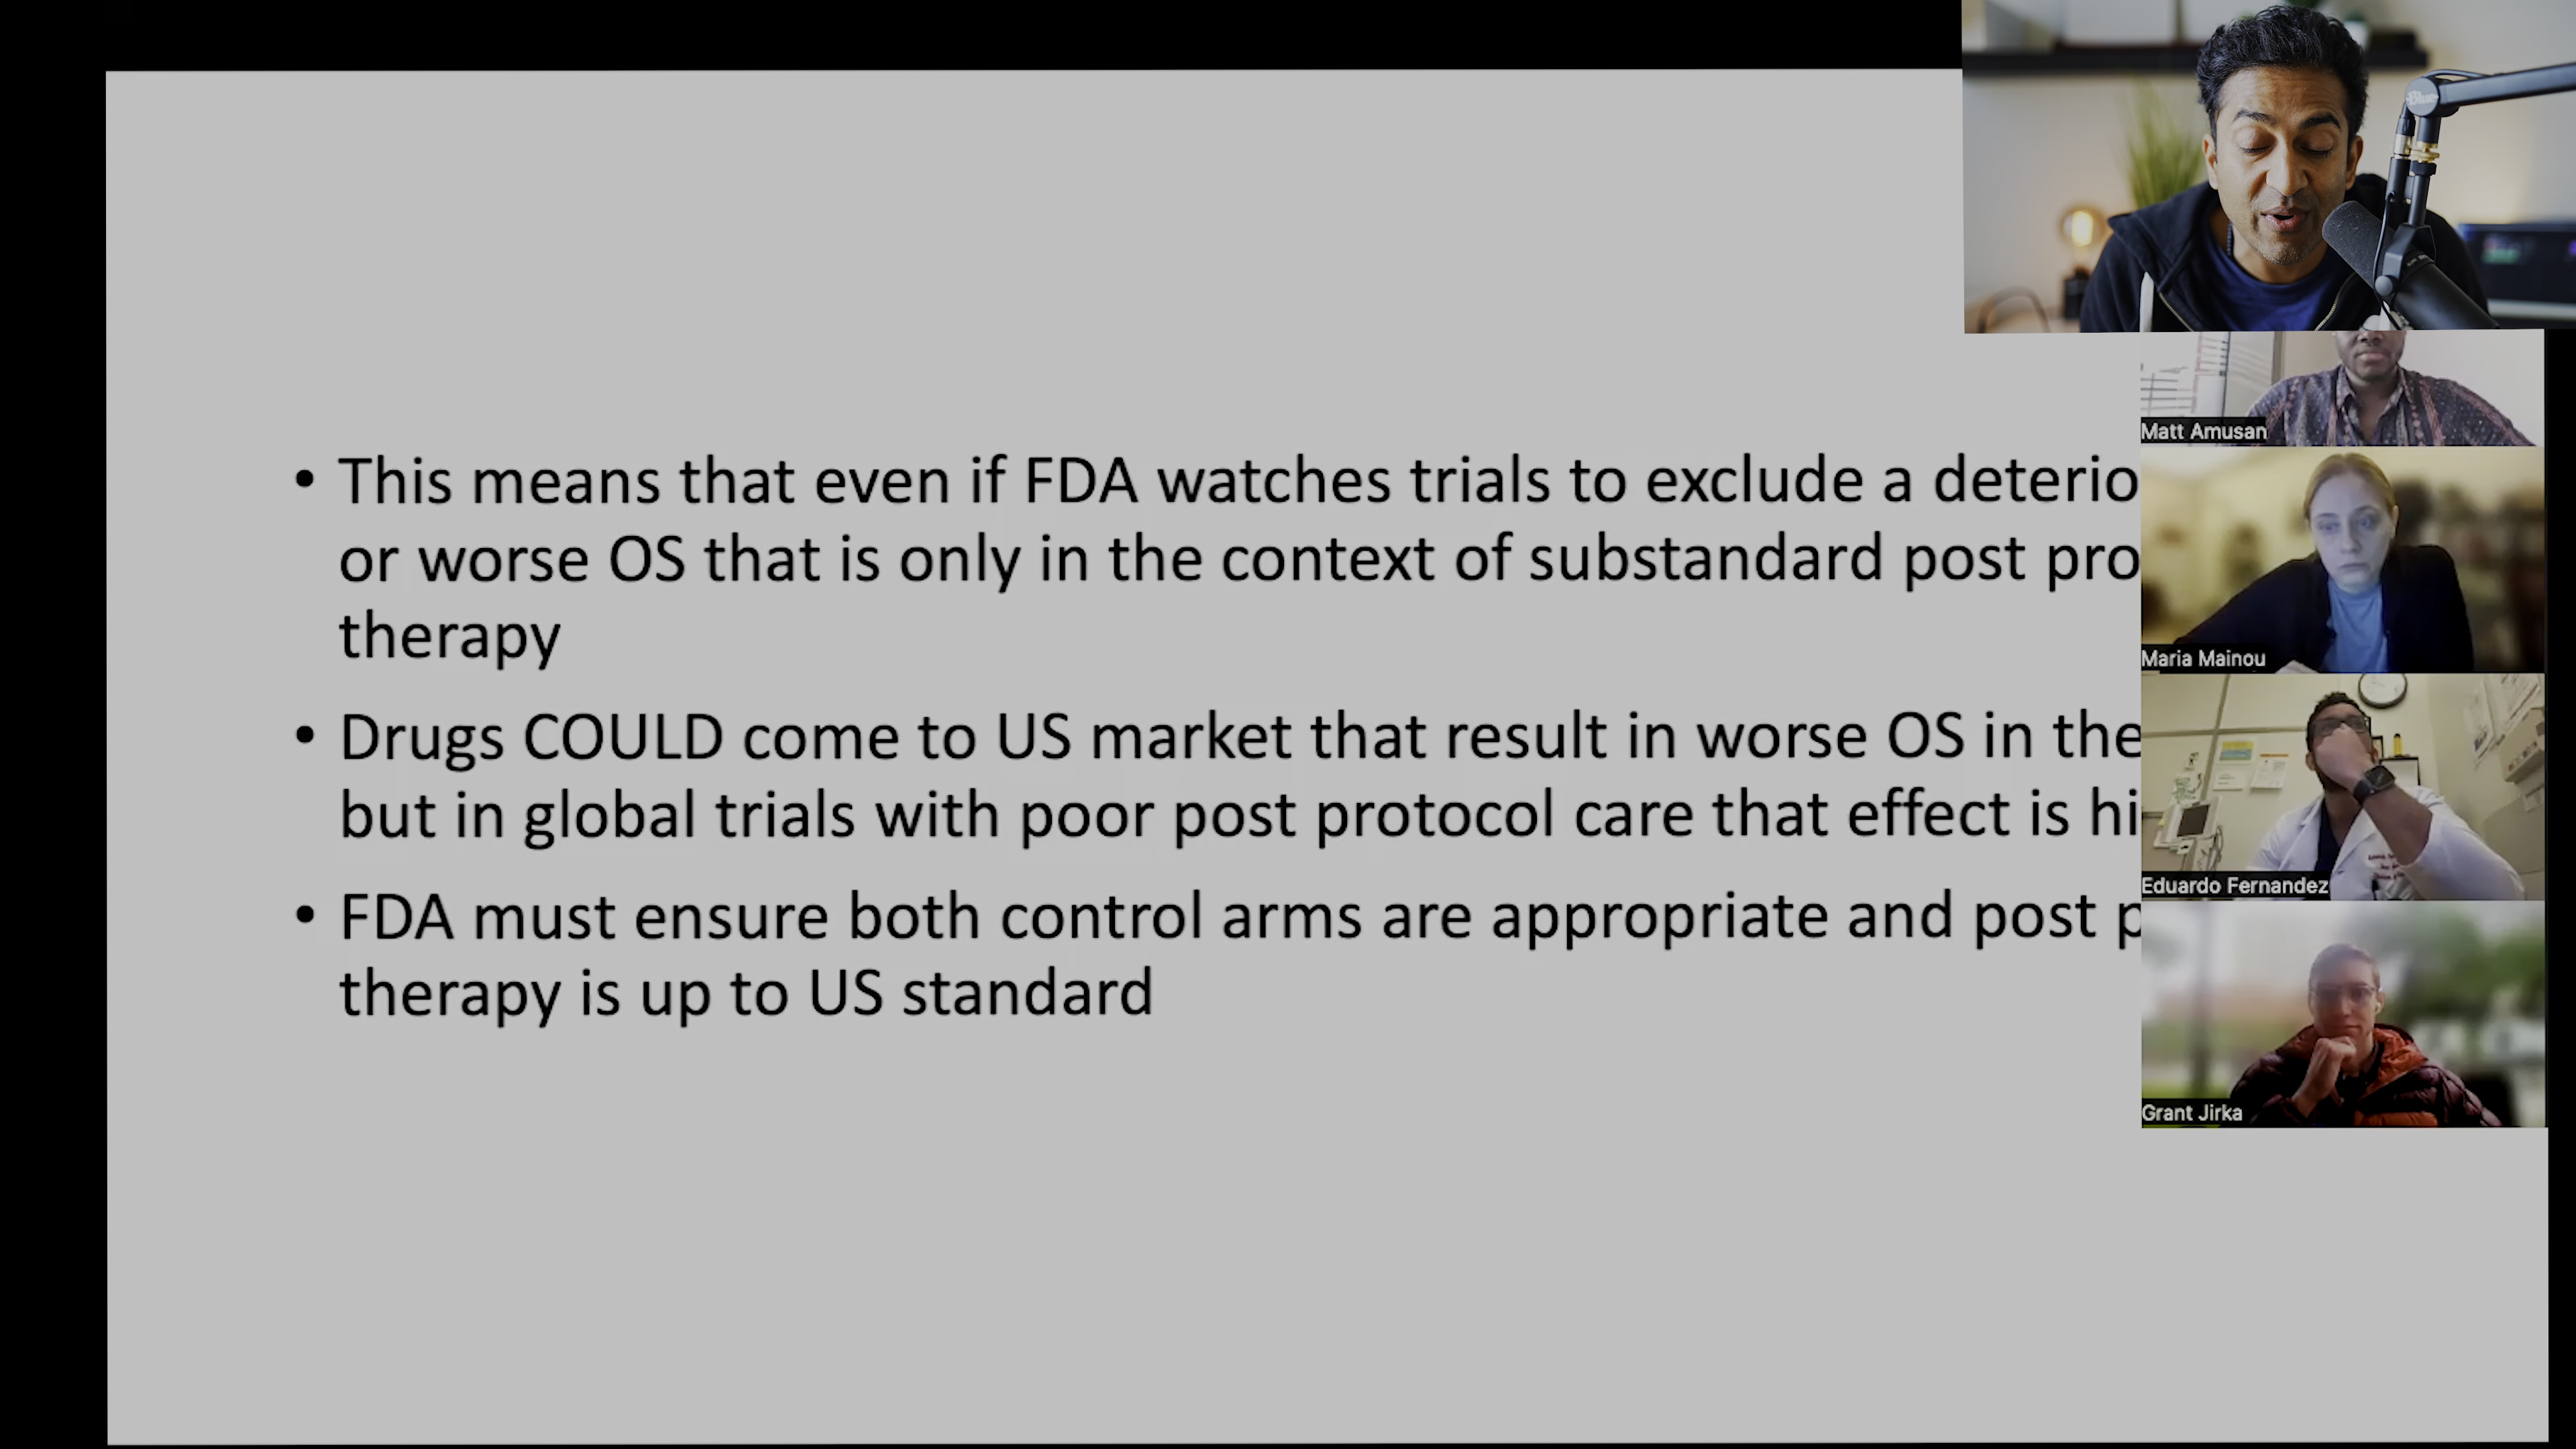 • This means that even if FDA watches trials to exclude a deterio
or worse OS that is only in the context of substandard post pro
therapy
• Drugs COULD come to US market that result in worse OS in the
but in global trials with poor post protocol care that effect is hi
• FDA must ensure both control arms are appropriate and post p
therapy is up to US standard
Matt Amusan
Maria Mainou
Eduardo Fernandez
Grant Jirka